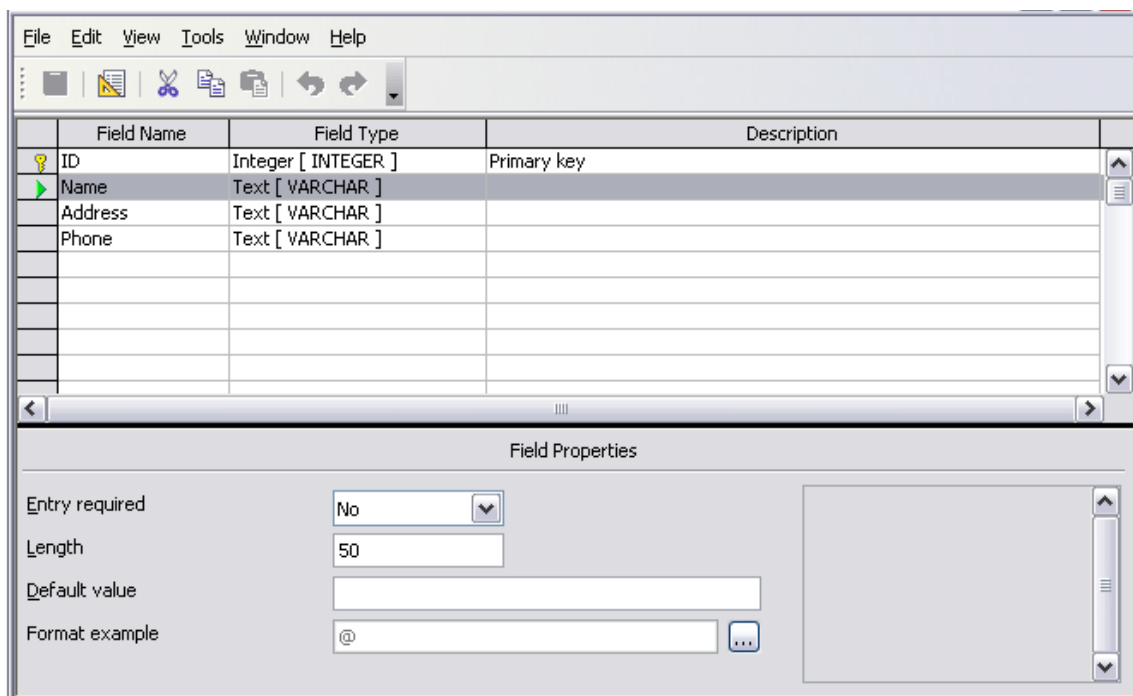 File Edit View Tools Window Help
Field Name Field Type Description
ID Integer [ INTEGER ] Primary key
Name Text [ VARCHAR ]
Address Text [ VARCHAR ]
Phone Text [ VARCHAR ]
Field Properties
Entry required No
Length 50
Default value
Format example @ ...